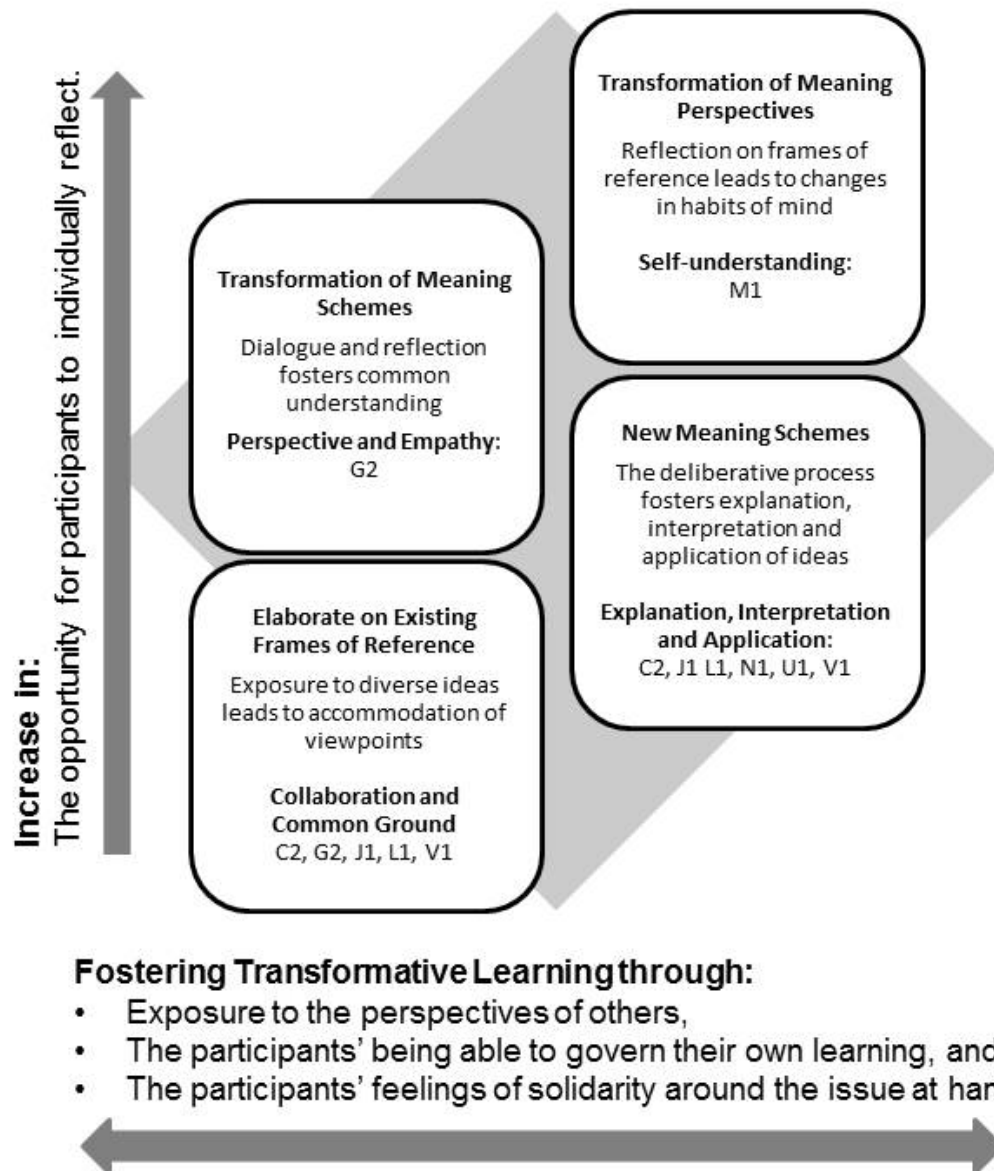 Increase in:
The opportunity for participants to individually reflect.
Transformation of Meaning
Perspectives
Reflection on frames of
reference leads to changes
in habits of mind
Self-understanding:
M1
Transformation of Meaning
Schemes
Dialogue and reflection
fosters common
understanding
Perspective and Empathy:
G2
New Meaning Schemes
The deliberative process
fosters explanation,
interpretation and
application of ideas
Explanation, Interpretation
and Application:
C2, J1 L1, N1, U1, V1
Elaborate on Existing
Frames of Reference
Exposure to diverse ideas
leads to accommodation of
viewpoints
Collaboration and
Common Ground
C2, G2, J1, L1, V1
Fostering Transformative Learning through:
• Exposure to the perspectives of others,
• The participants' being able to govern their own learning, and
• The participants' feelings of solidarity around the issue at han